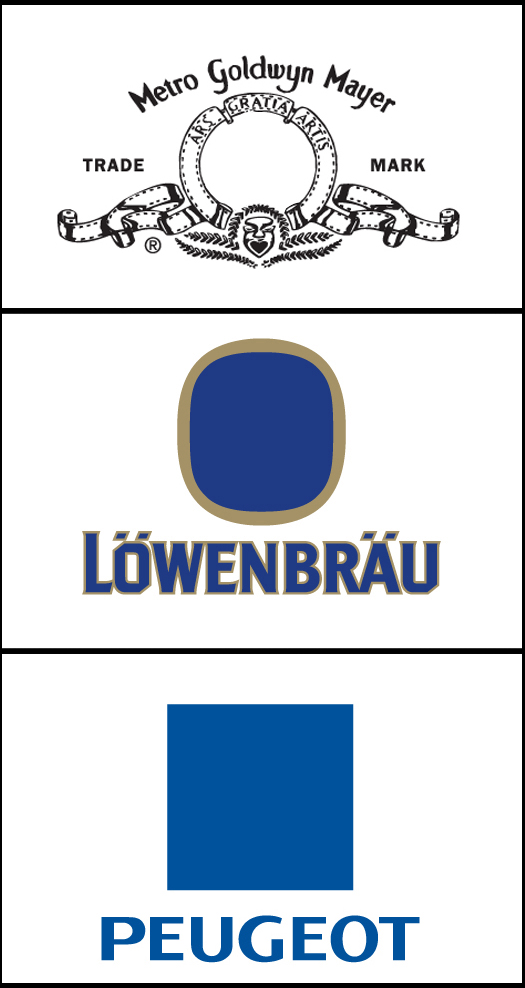 Metro Goldwyn Mayer
ARS GRATIA ARTIS
TRADE MARK
®
LÖWENBRÄU
PEUGEOT